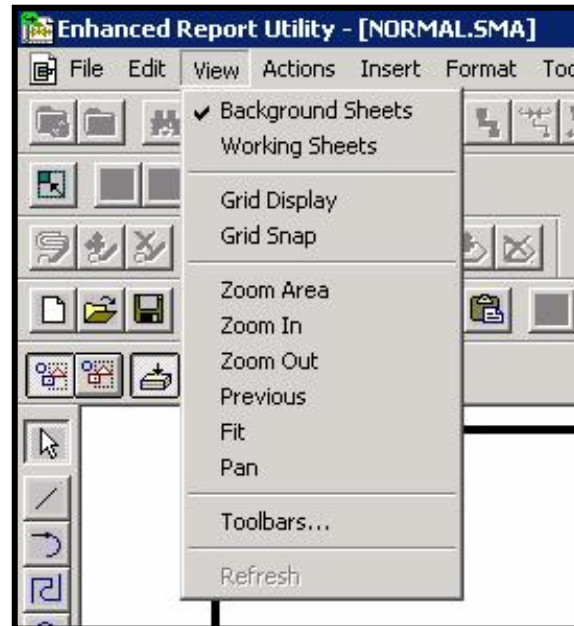 Enhanced Report Utility - [NORMAL.SMA]
File Edit View Actions Insert Format Too
Background Sheets
Working Sheets
Grid Display
Grid Snap
Zoom Area
Zoom In
Zoom Out
Previous
Fit
Pan
Toolbars...
Refresh